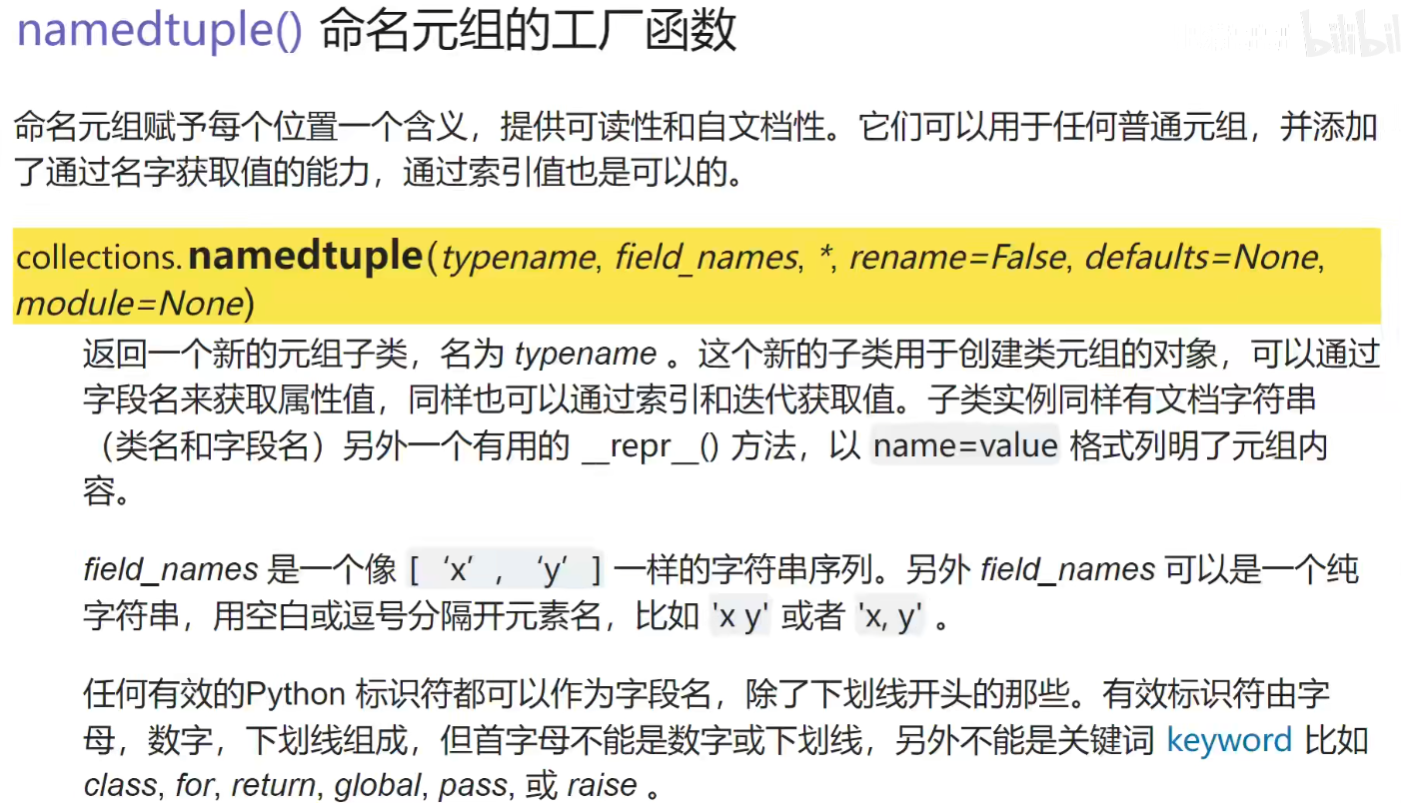 namedtuple() 命名元组的工厂函数
bilibil
命名元组赋予每个位置一个含义，提供可读性和自文档性。它们可以用于任何普通元组，并添加
了通过名字获取值的能力，通过索引值也是可以的。
collections.namedtuple(typename, field_names, *, rename=False, defaults=None,
module=None)
返回一个新的元组子类，名为 typename 。这个新的子类用于创建类元组的对象，可以通过
字段名来获取属性值，同样也可以通过索引和迭代获取值。子类实例同样有文档字符串
（类名和字段名）另外一个有用的 __repr__() 方法，以 name=value 格式列明了元组内
容。
field_names 是一个像 [ ‘x’ , ‘y’ ] 一样的字符串序列。另外 field_names 可以是一个纯
字符串，用空白或逗号分隔开元素名，比如 'x y' 或者 'x, y' 。
任何有效的Python 标识符都可以作为字段名，除了下划线开头的那些。有效标识符由字
母，数字，下划线组成，但首字母不能是数字或下划线，另外不能是关键词 keyword 比如
class, for, return, global, pass, 或 raise 。